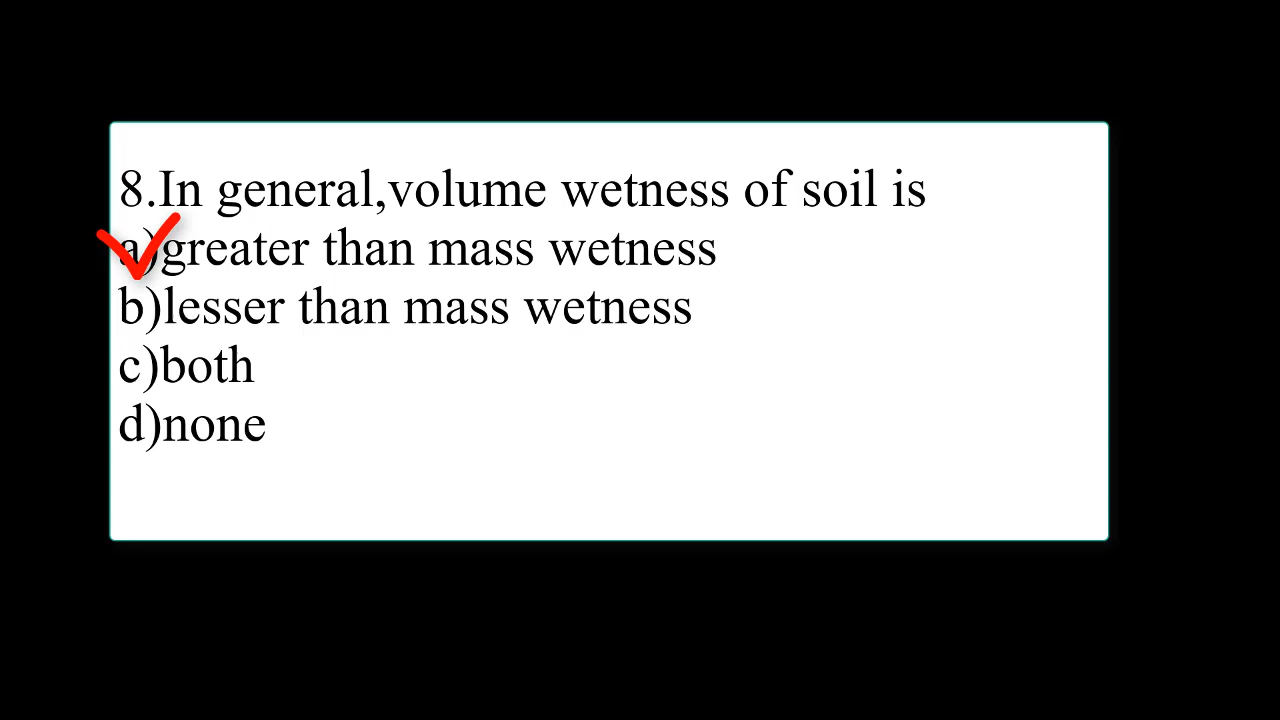 8.In general,volume wetness of soil is
a)greater than mass wetness
b)lesser than mass wetness
c)both
d)none